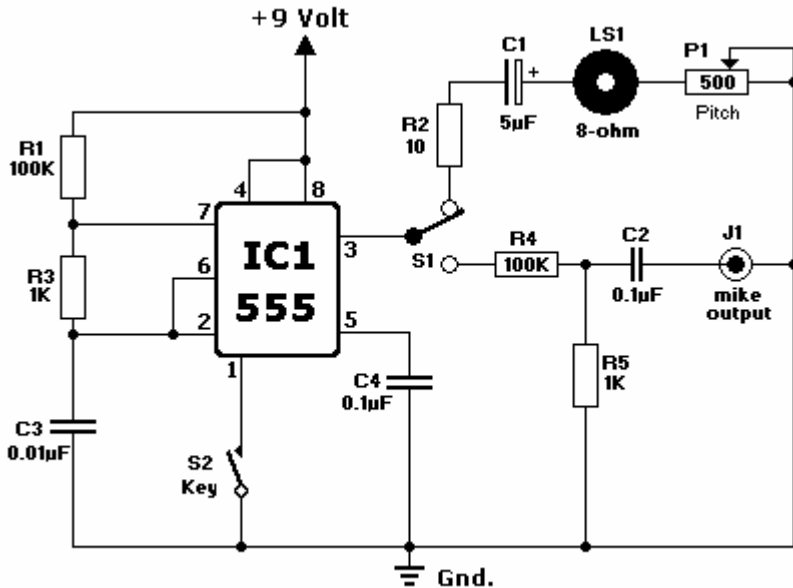 +9 Volt
C1
+
5µF
LS1
8-ohm
P1
500
Pitch
R1
100K
R2
10
4
8
7
6
2
3
5
1
IC1
555
R3
1K
S1
R4
100K
C2
0.1µF
J1
mike
output
C4
0.1µF
R5
1K
C3
0.01µF
S2
Key
Gnd.